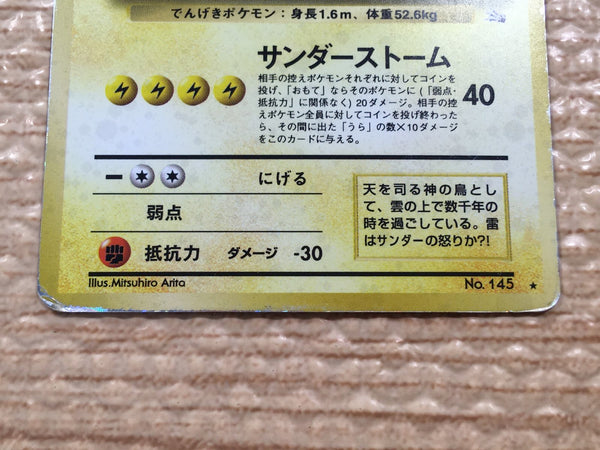 でんげきポケモン：身長1.6m、体重52.6kg
サンダーストーム
相手の控えポケモンそれぞれに対してコインを
投げ、「おもて」ならそのポケモンに(「弱点・
抵抗力」に関係なく)20ダメージ。相手の控
えポケモン全員に対してコインを投げ終わった
ら、その間に出た「うら」の数×10ダメージ
をこのカードに与える。
40
ー にげる
弱点
抵抗力 ダメージ -30
天を司る神の鳥とし
て、雲の上で数千年の
時を過ごしている。雷
はサンダーの怒りか?!
Illus.Mitsuhiro Arita
No. 145 ★